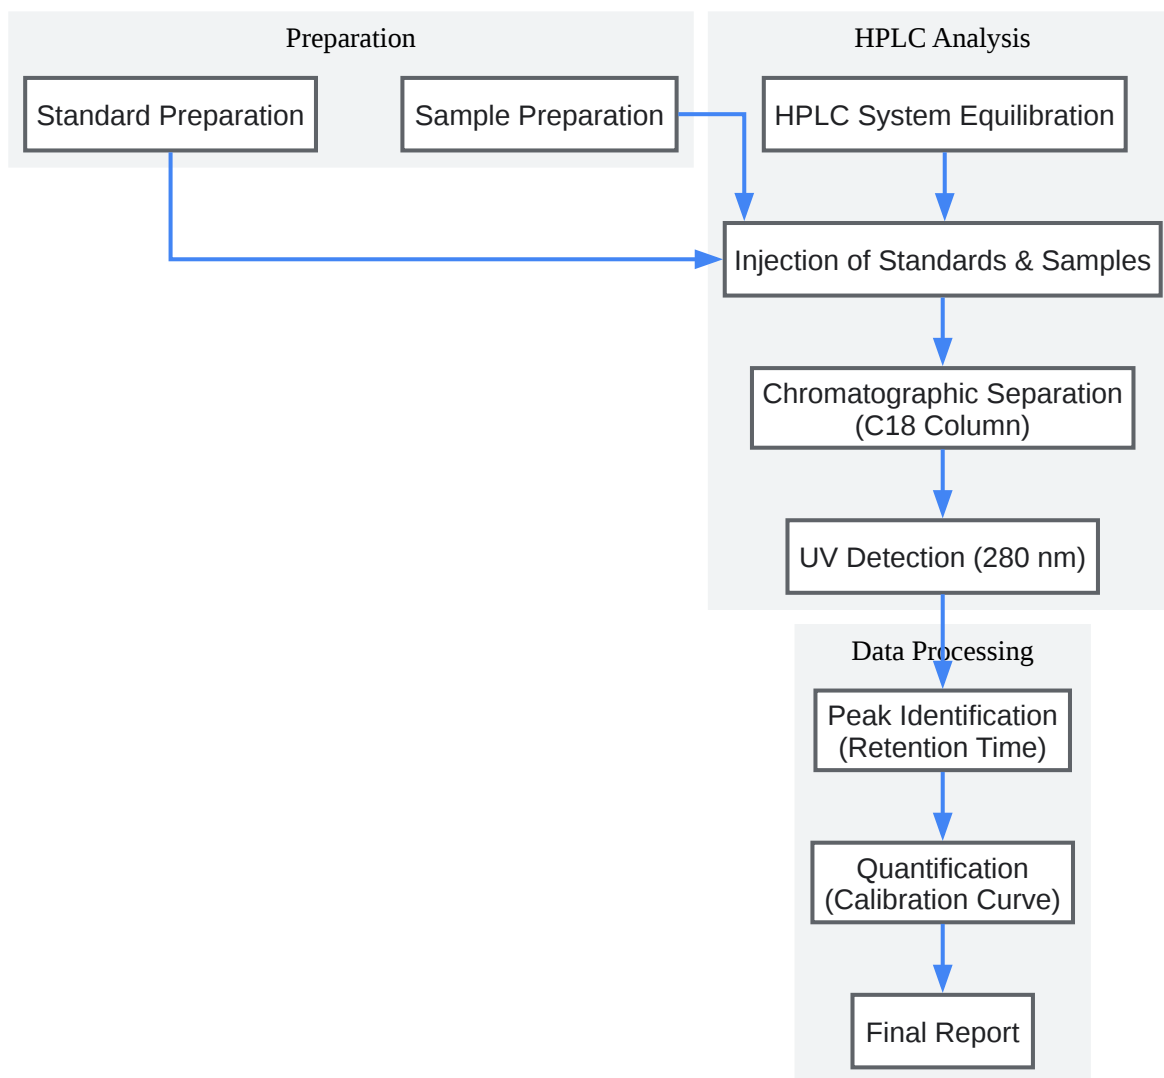 Preparation
Standard Preparation
Sample Preparation
HPLC Analysis
HPLC System Equilibration
Injection of Standards & Samples
Chromatographic Separation
(C18 Column)
UV Detection (280 nm)
Data Processing
Peak Identification
(Retention Time)
Quantification
(Calibration Curve)
Final Report